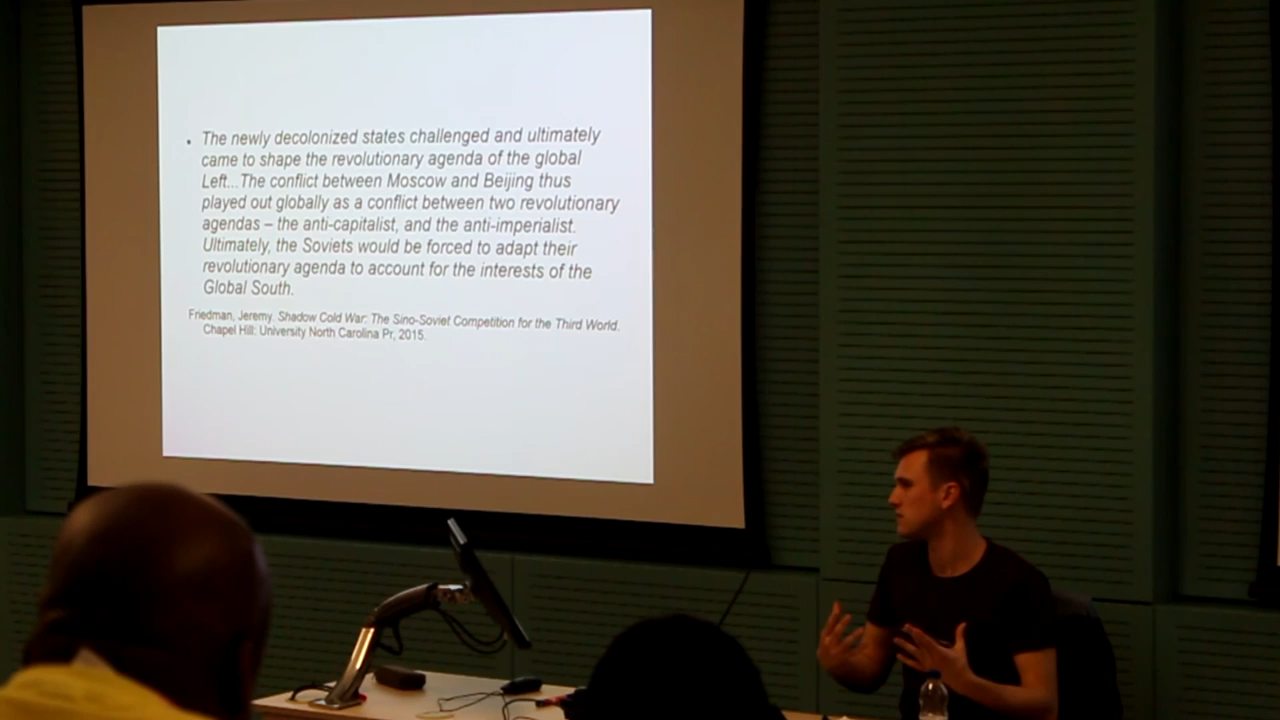 • The newly decolonized states challenged and ultimately
came to shape the revolutionary agenda of the global
Left...The conflict between Moscow and Beijing thus
played out globally as a conflict between two revolutionary
agendas – the anti-capitalist, and the anti-imperialist.
Ultimately, the Soviets would be forced to adapt their
revolutionary agenda to account for the interests of the
Global South.
Friedman, Jeremy. Shadow Cold War: The Sino-Soviet Competition for the Third World.
Chapel Hill: University North Carolina Pr, 2015.